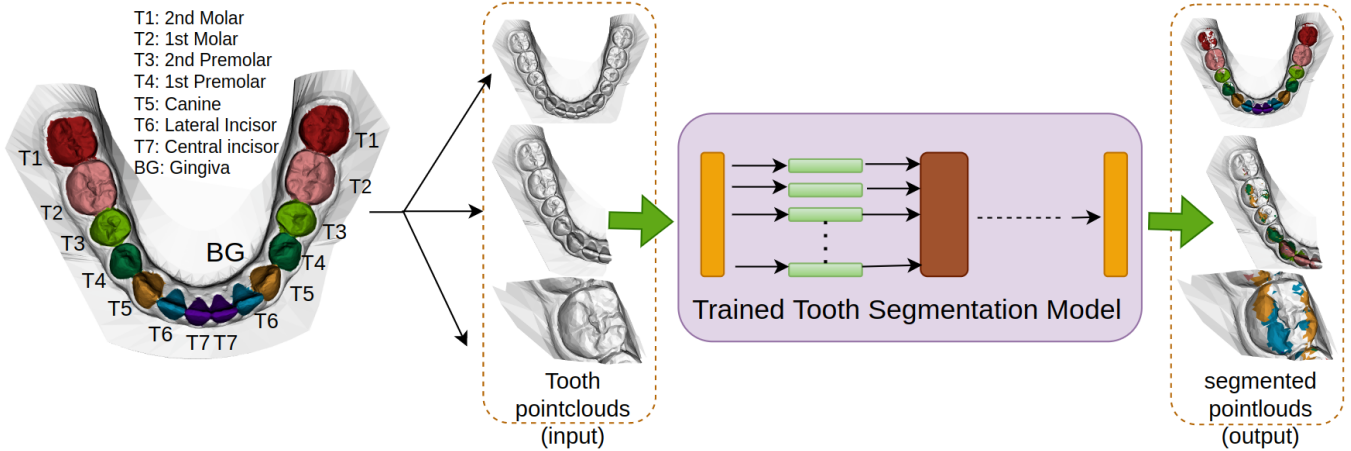 T1: 2nd Molar
T2: 1st Molar
T3: 2nd Premolar
T4: 1st Premolar
T5: Canine
T6: Lateral Incisor
T7: Central incisor
BG: Gingiva
T1
T1
T2
T2
T3
T3
BG
T4
T4
T5
T5
T6
T6
T7
T7
Tooth
pointclouds
(input)
Trained Tooth Segmentation Model
segmented
pointlouds
(output)